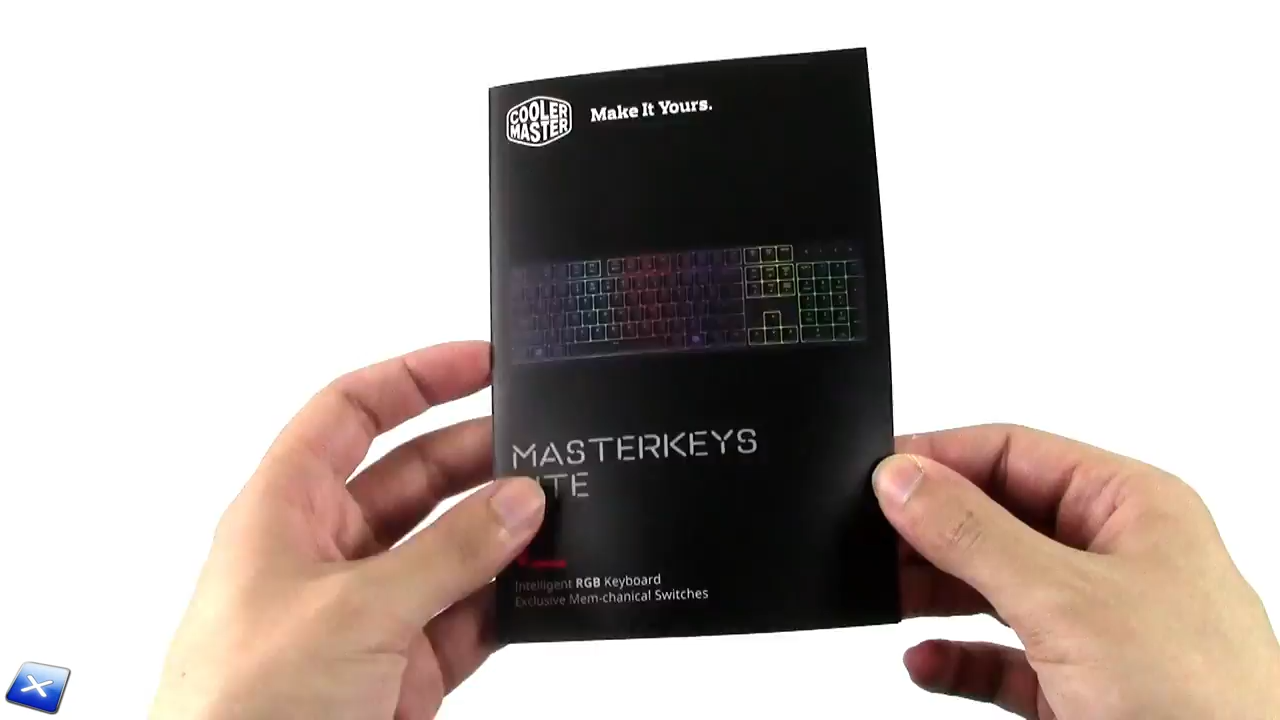 COOLER
MASTER
Make It Yours.
MASTERKEYS
Intelligent RGB Keyboard
Exclusive Mem-chanical Switches